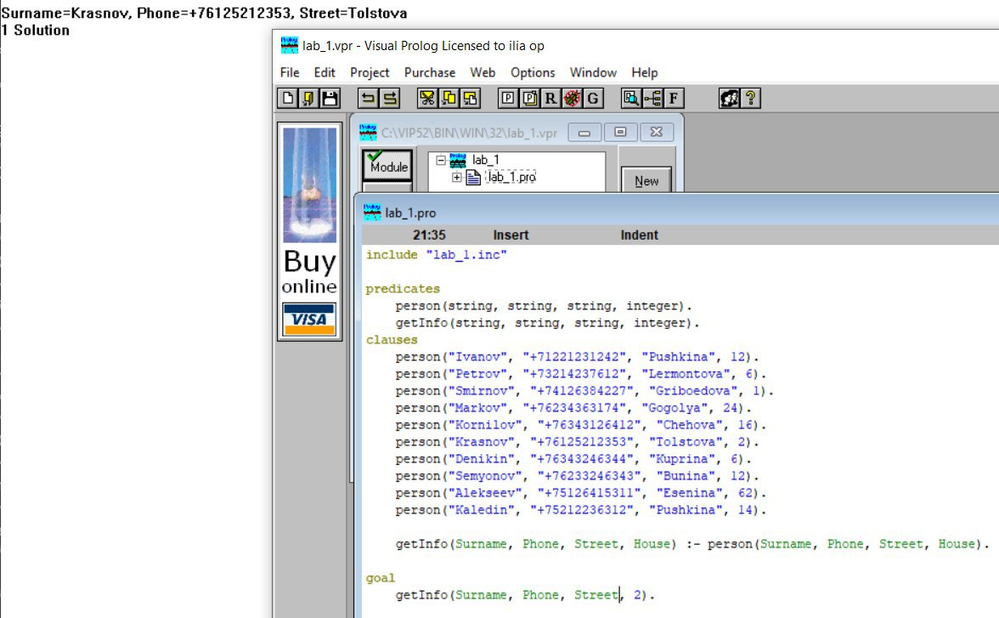 Surname=Krasnov, Phone=+76125212353, Street=Tolstova
1 Solution
lab_1.vpr - Visual Prolog Licensed to ilia op
File Edit Project Purchase Web Options Window Help
P P R G F ?
C:\VIP52\BIN\WIN\32\lab_1.vpr
Module
lab_1
lab_1.pro
New
Buy
online
VISA
lab_1.pro
21:35 Insert Indent
include "lab_1.inc"
predicates
person(string, string, string, integer).
getInfo(string, string, string, integer).
clauses
person("Ivanov", "+71221231242", "Pushkina", 12).
person("Petrov", "+73214237612", "Lermontova", 6).
person("Smirnov", "+74126384227", "Griboedova", 1).
person("Markov", "+76234363174", "Gogolya", 24).
person("Kornilov", "+76343126412", "Chehova", 16).
person("Krasnov", "+76125212353", "Tolstova", 2).
person("Denikin", "+76343246344", "Kuprina", 6).
person("Semyonov", "+76233246343", "Bunina", 12).
person("Alekseev", "+75126415311", "Esenina", 62).
person("Kaledin", "+75212236312", "Pushkina", 14).
getInfo(Surname, Phone, Street, House) :- person(Surname, Phone, Street, House).
goal
getInfo(Surname, Phone, Street, 2).